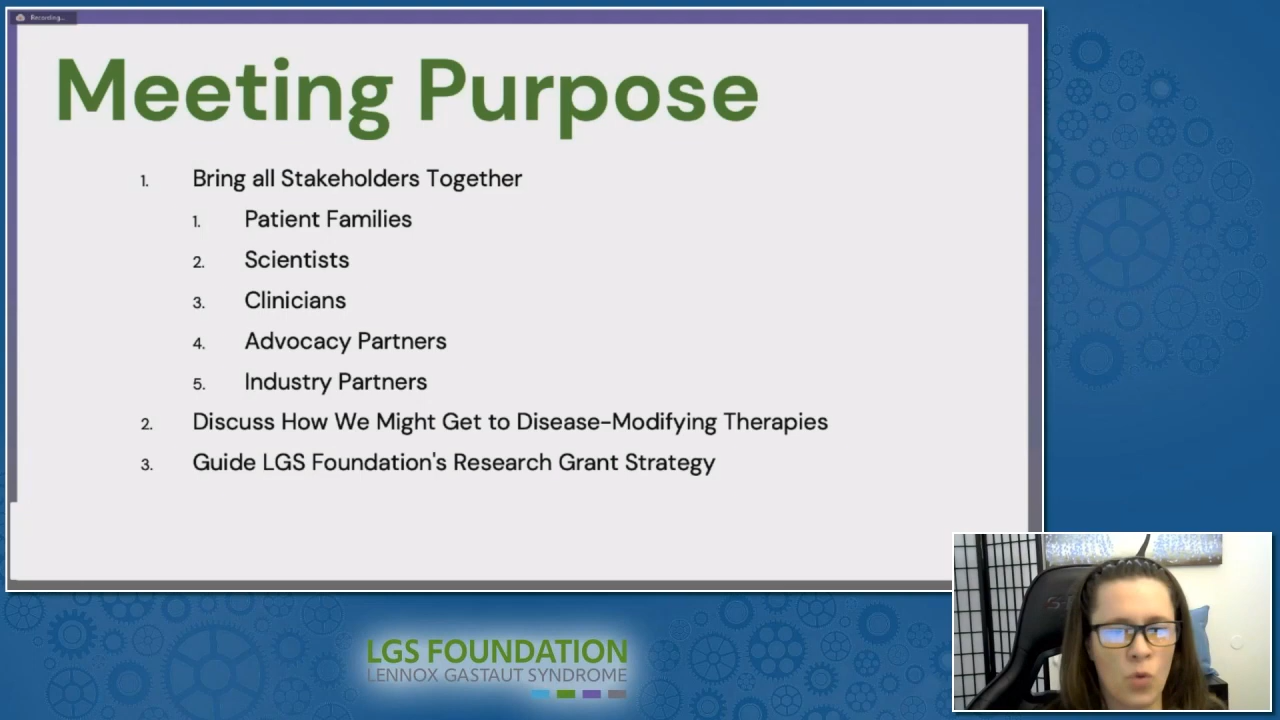 Recording...
Meeting Purpose
1. Bring all Stakeholders Together
1. Patient Families
2. Scientists
3. Clinicians
4. Advocacy Partners
5. Industry Partners
2. Discuss How We Might Get to Disease-Modifying Therapies
3. Guide LGS Foundation's Research Grant Strategy
LGS FOUNDATION
LENNOX GASTAUT SYNDROME